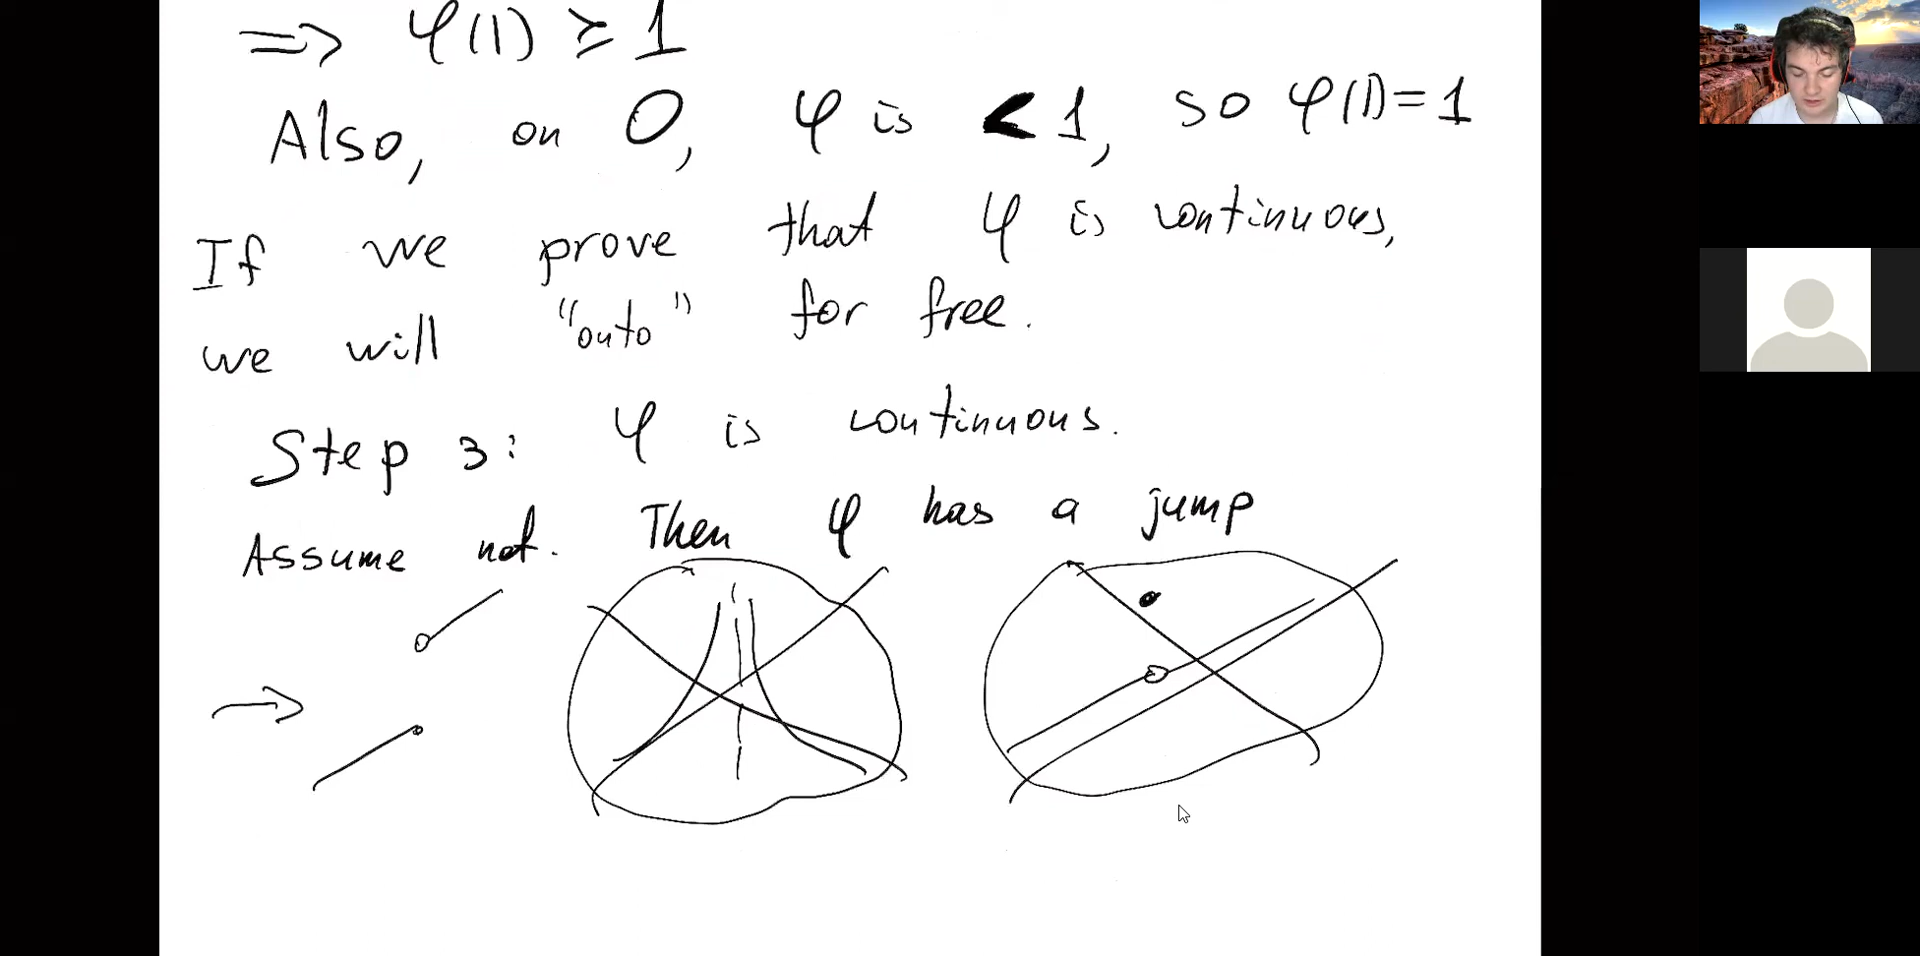 => φ(1) ≥ 1
Also, on O, φ is < 1, so φ(1) = 1
If we prove that φ is continuous,
we will "onto" for free.
Step 3: φ is continuous.
Assume not. Then φ has a jump